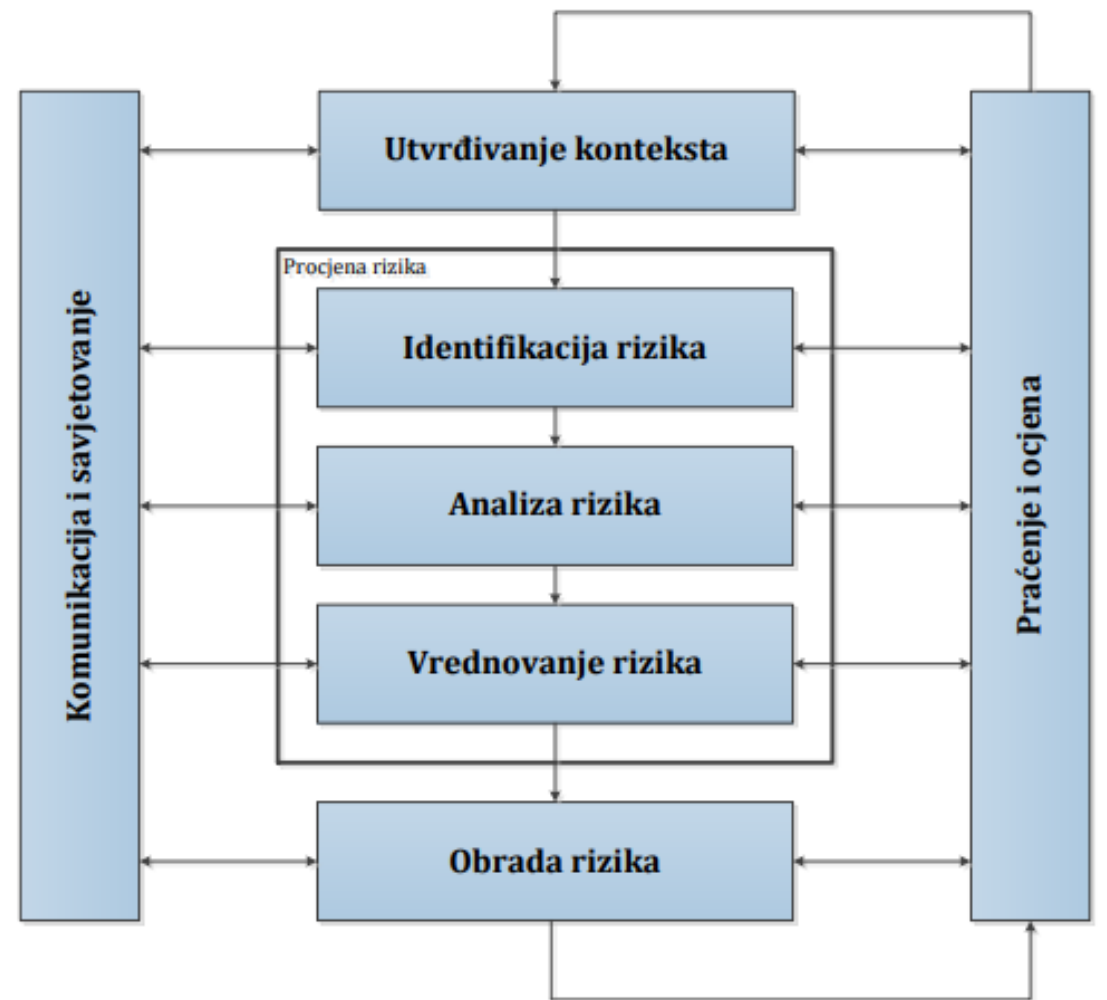 Utvrđivanje konteksta
Procjena rizika
Identifikacija rizika
Analiza rizika
Vrednovanje rizika
Obrada rizika
Komunikacija i savjetovanje
Praćenje i ocjena